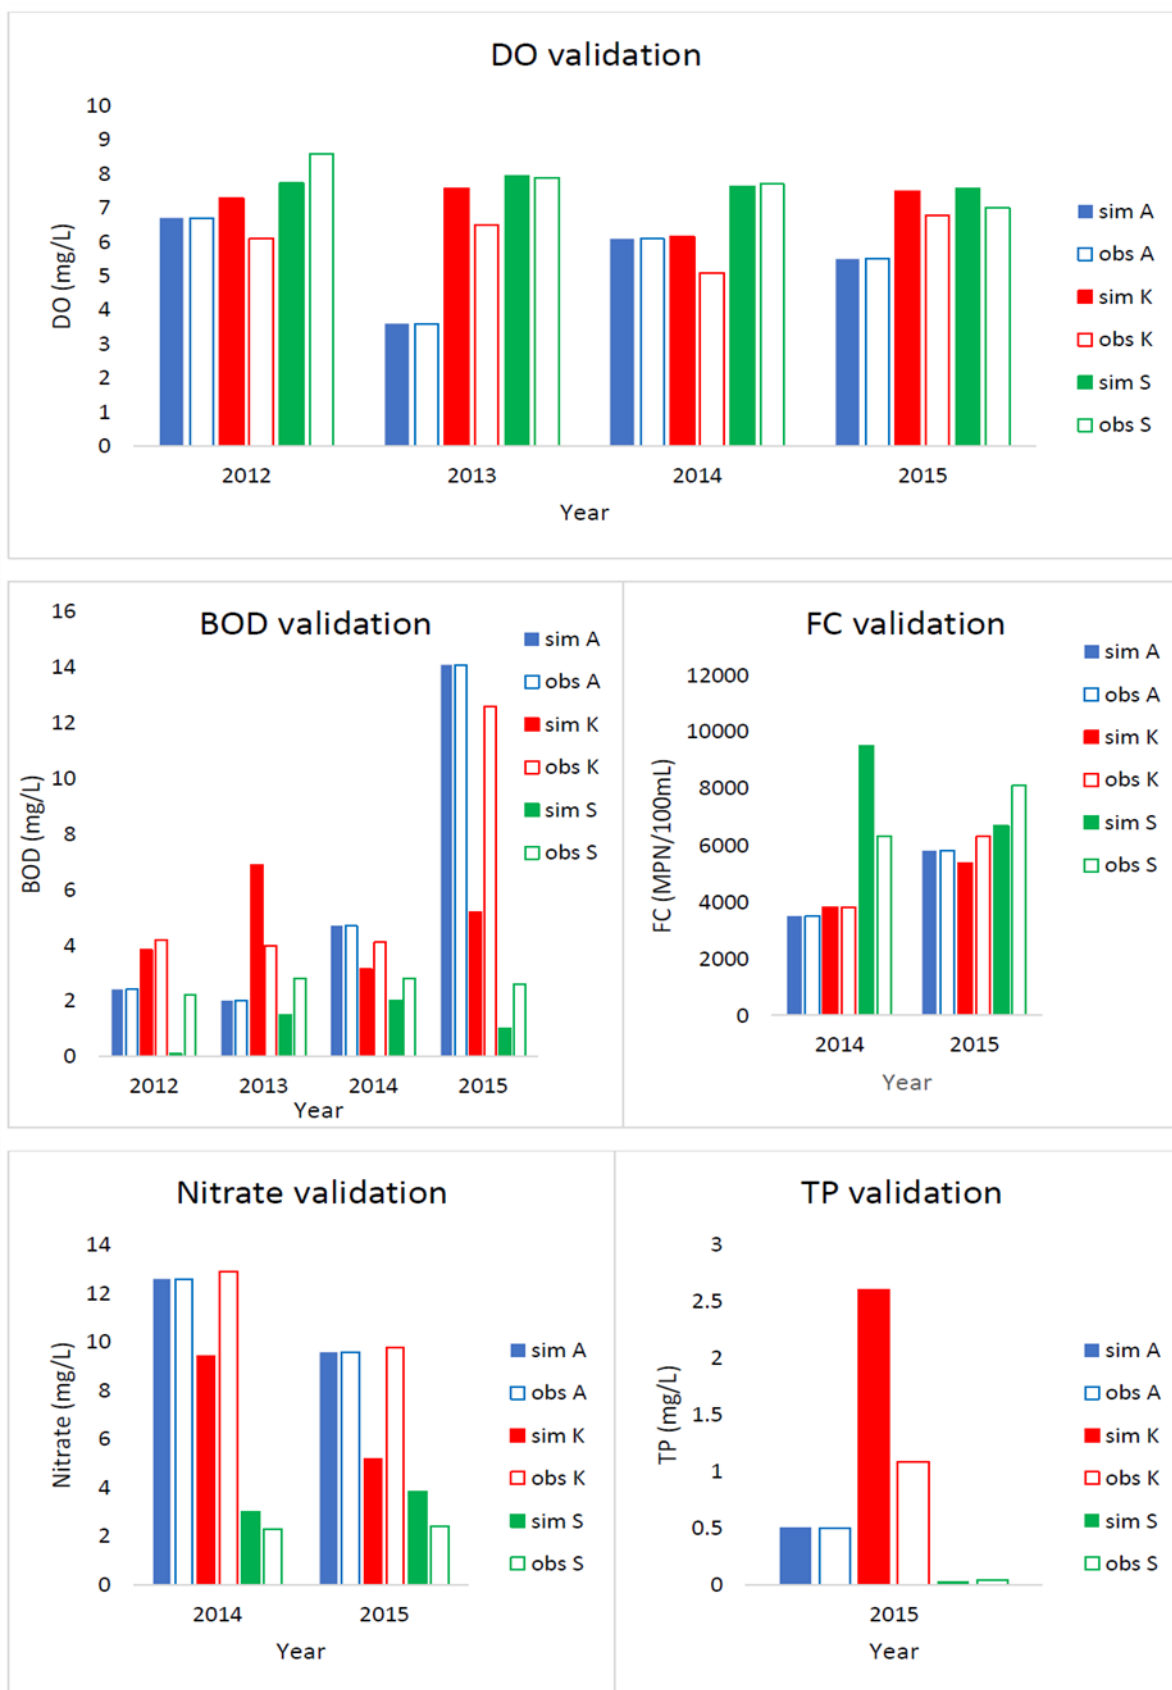 DO validation
10
9
8
7
6
5
4
3
2
1
0
DO (mg/L)
2012 2013 2014 2015
Year
sim A
obs A
sim K
obs K
sim S
obs S
BOD validation
16
14
12
10
8
6
4
2
0
BOD (mg/L)
2012 2013 2014 2015
Year
sim A
obs A
sim K
obs K
sim S
obs S
FC validation
12000
10000
8000
6000
4000
2000
0
FC (MPN/100mL)
2014 2015
Year
sim A
obs A
sim K
obs K
sim S
obs S
Nitrate validation
14
12
10
8
6
4
2
0
Nitrate (mg/L)
2014 2015
Year
sim A
obs A
sim K
obs K
sim S
obs S
TP validation
3
2.5
2
1.5
1
0.5
0
TP (mg/L)
2015
Year
sim A
obs A
sim K
obs K
sim S
obs S